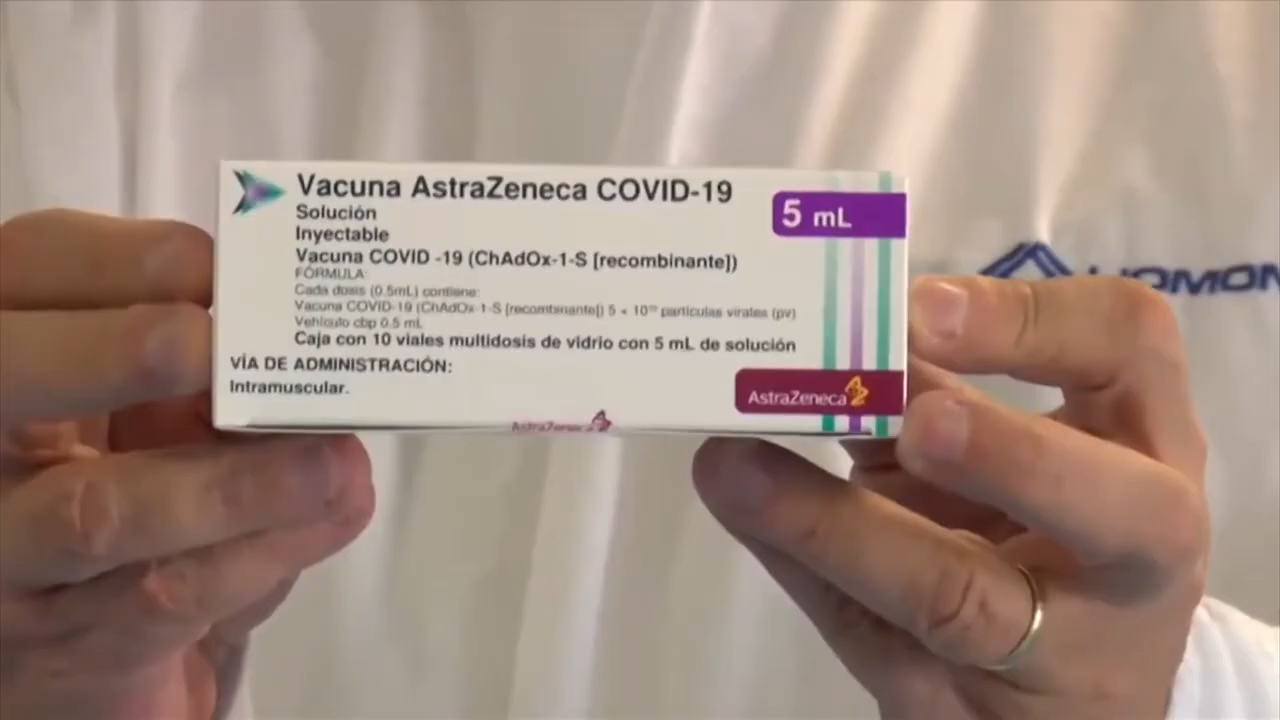 Vacuna AstraZeneca COVID-19
5 mL
Solución
Inyectable
Vacuna COVID -19 (ChAdOx-1-S [recombinante])
FÓRMULA:
Cada dosis (0.5mL) contiene:
Vacuna COVID-19 (ChAdOx-1-S [recombinante]) 5 × 10¹⁰ partículas virales (pv)
Vehículo cbp 0.5 mL
Caja con 10 viales multidosis de vidrio con 5 mL de solución
VÍA DE ADMINISTRACIÓN:
Intramuscular.
AstraZeneca
AstraZeneca